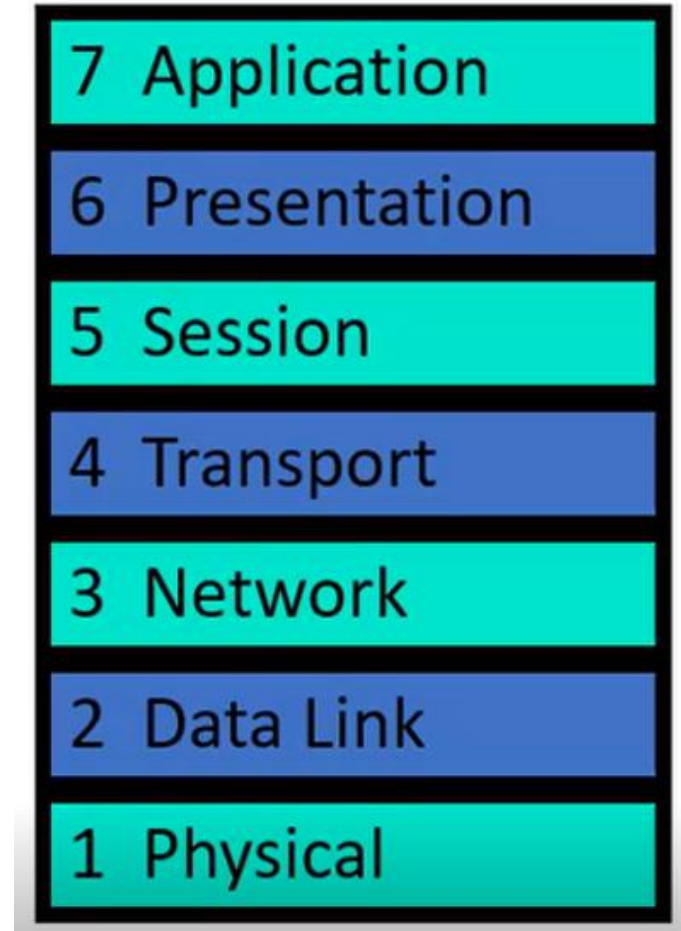 7 Application
6 Presentation
5 Session
4 Transport
3 Network
2 Data Link
1 Physical